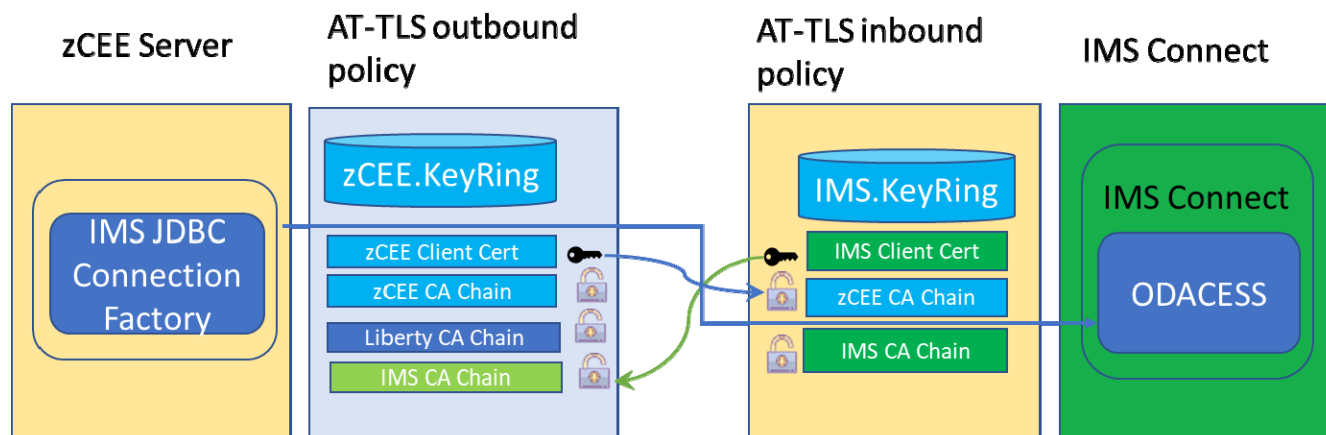 zCEE Server
AT-TLS outbound
policy
AT-TLS inbound
policy
IMS Connect
zCEE.KeyRing
IMS.KeyRing
IMS JDBC
Connection
Factory
zCEE Client Cert
zCEE CA Chain
Liberty CA Chain
IMS CA Chain
IMS Client Cert
zCEE CA Chain
IMS CA Chain
IMS Connect
ODACESS